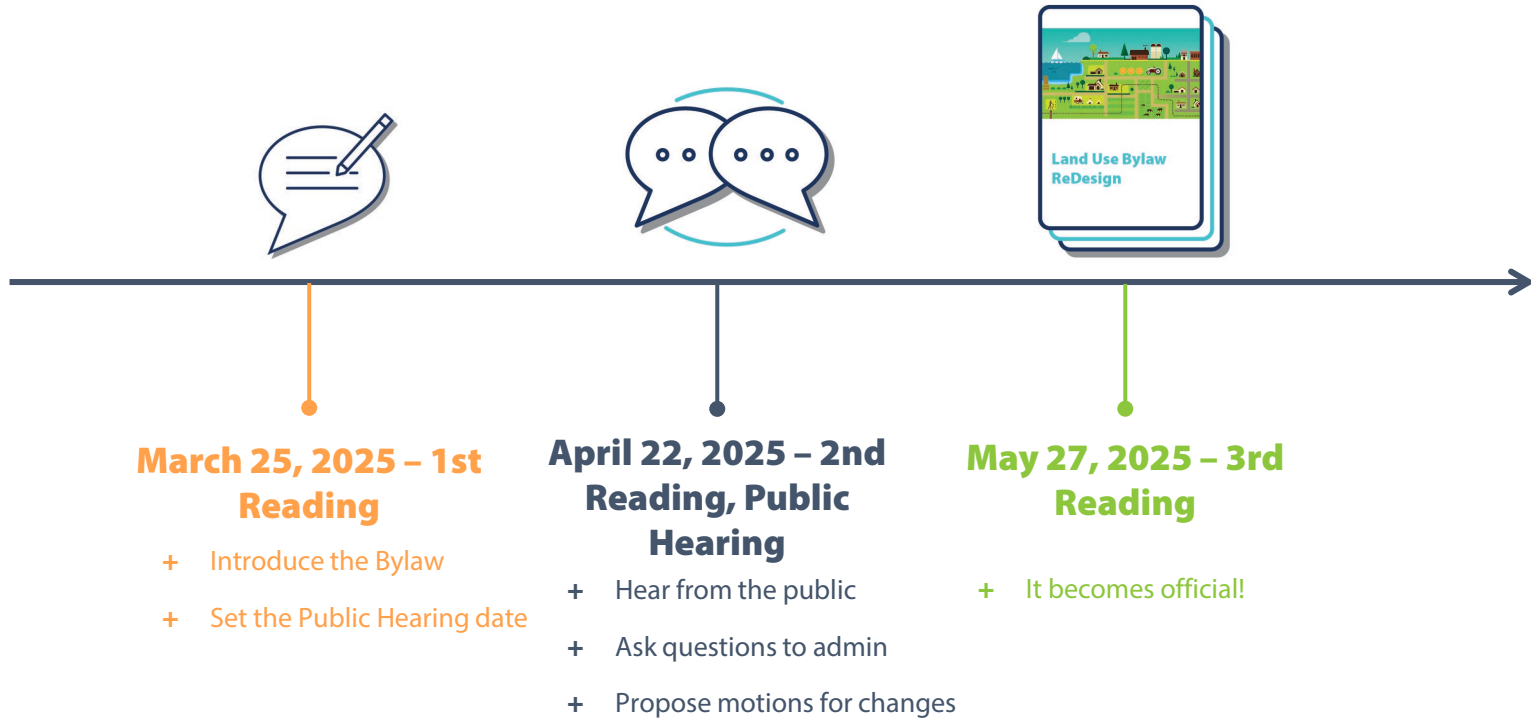 Land Use Bylaw
ReDesign
March 25, 2025 – 1st
Reading
+ Introduce the Bylaw
+ Set the Public Hearing date
April 22, 2025 – 2nd
Reading, Public
Hearing
+ Hear from the public
+ Ask questions to admin
+ Propose motions for changes
May 27, 2025 – 3rd
Reading
+ It becomes official!